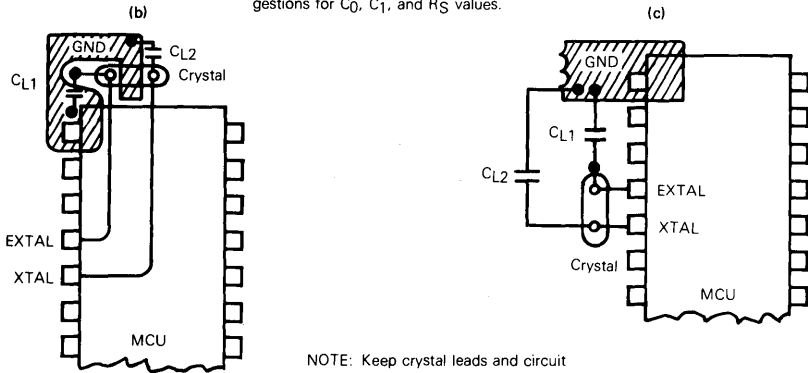 gestions for C0, C1, and RS values.
(b)
GND
CL2
Crystal
CL1
EXTAL
XTAL
MCU
(c)
GND
CL1
CL2
EXTAL
XTAL
Crystal
MCU
NOTE: Keep crystal leads and circuit